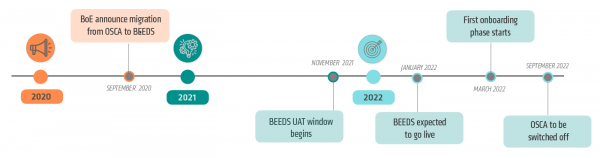 BoE announce migration
from OSCA to BEEDS
2020
SEPTEMBER 2020
2021
NOVEMBER 2021
BEEDS UAT window
begins
2022
JANUARY 2022
BEEDS expected
to go live
First onboarding
phase starts
MARCH 2022
SEPTEMBER 2022
OSCA to be
switched off